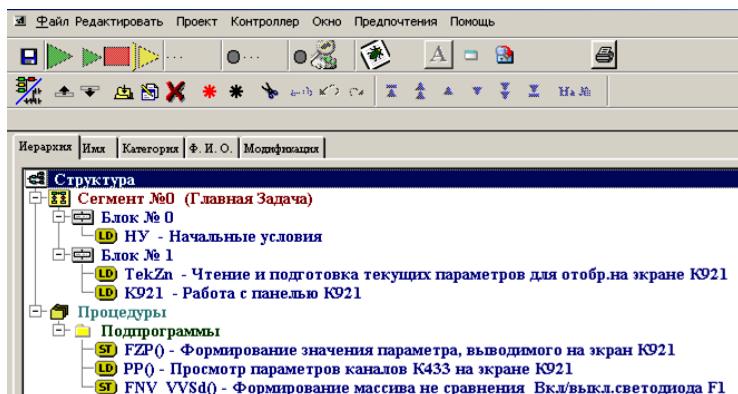 Файл Редактировать Проект Контроллер Окно Предпочтения Помощь
A
На №
Иерархия Имя Категория Ф. И. О. Модификация
Структура
Сегмент №0 (Главная Задача)
Блок № 0
LD НУ - Начальные условия
Блок № 1
LD TekZn - Чтение и подготовка текущих параметров для отобр.на экране К921
LD К921 - Работа с панелью К921
Процедуры
Подпрограммы
ST FZP() - Формирование значения параметра, выводимого на экран К921
LD PP() - Просмотр параметров каналов К433 на экране К921
ST FNV_VVSd() - Формирование массива не сравнения Вкл/выкл.светодиода F1